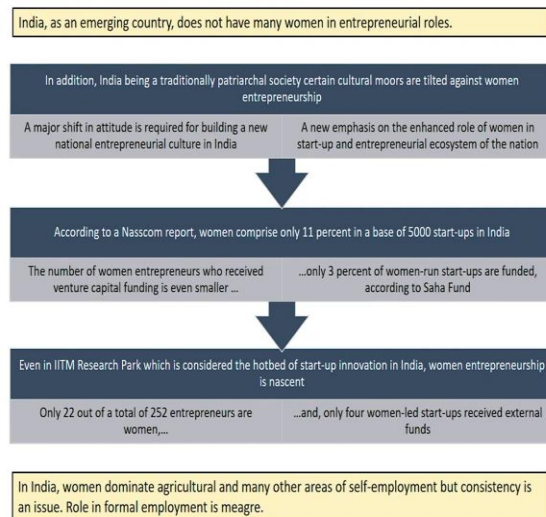 India, as an emerging country, does not have many women in entrepreneurial roles.
In addition, India being a traditionally patriarchal society certain cultural moors are tilted against women
entrepreneurship
A major shift in attitude is required for building a new
national entrepreneurial culture in India
A new emphasis on the enhanced role of women in
start-up and entrepreneurial ecosystem of the nation
According to a Nasscom report, women comprise only 11 percent in a base of 5000 start-ups in India
The number of women entrepreneurs who received
venture capital funding is even smaller ...
...only 3 percent of women-run start-ups are funded,
according to Saha Fund
Even in IITM Research Park which is considered the hotbed of start-up innovation in India, women entrepreneurship
is nascent
Only 22 out of a total of 252 entrepreneurs are
women,...
...and, only four women-led start-ups received external
funds
In India, women dominate agricultural and many other areas of self-employment but consistency is
an issue. Role in formal employment is meagre.